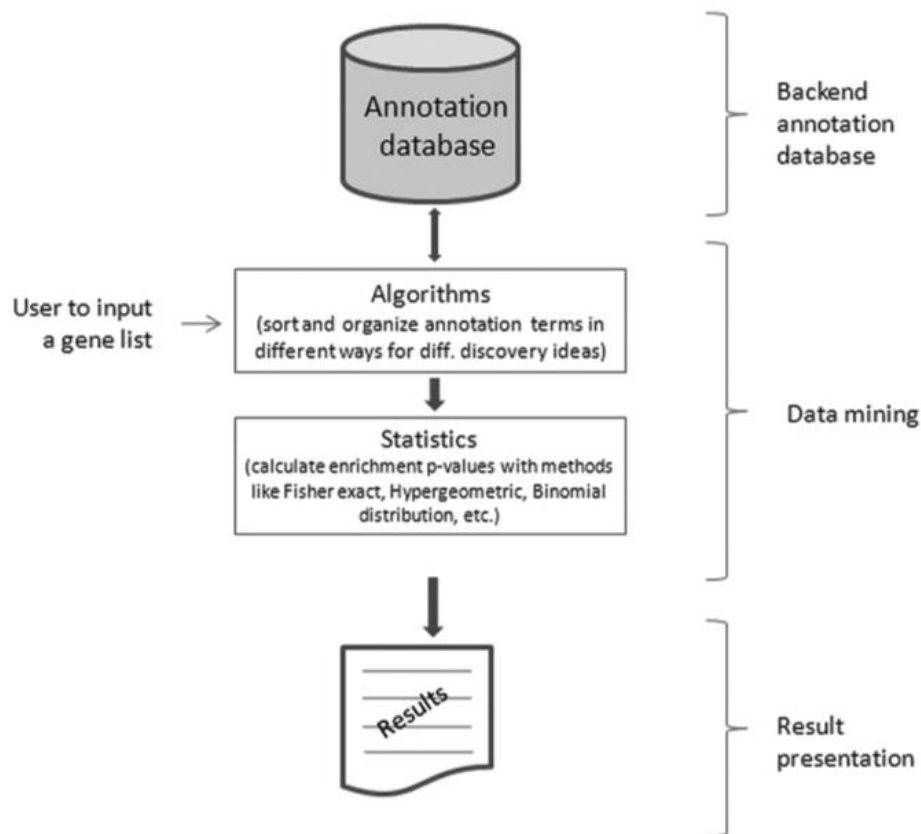 Annotation
database
Backend
annotation
database
User to input
a gene list
Algorithms
(sort and organize annotation terms in
different ways for diff. discovery ideas)
Statistics
(calculate enrichment p-values with methods
like Fisher exact, Hypergeometric, Binomial
distribution, etc.)
Data mining
Results
Result
presentation